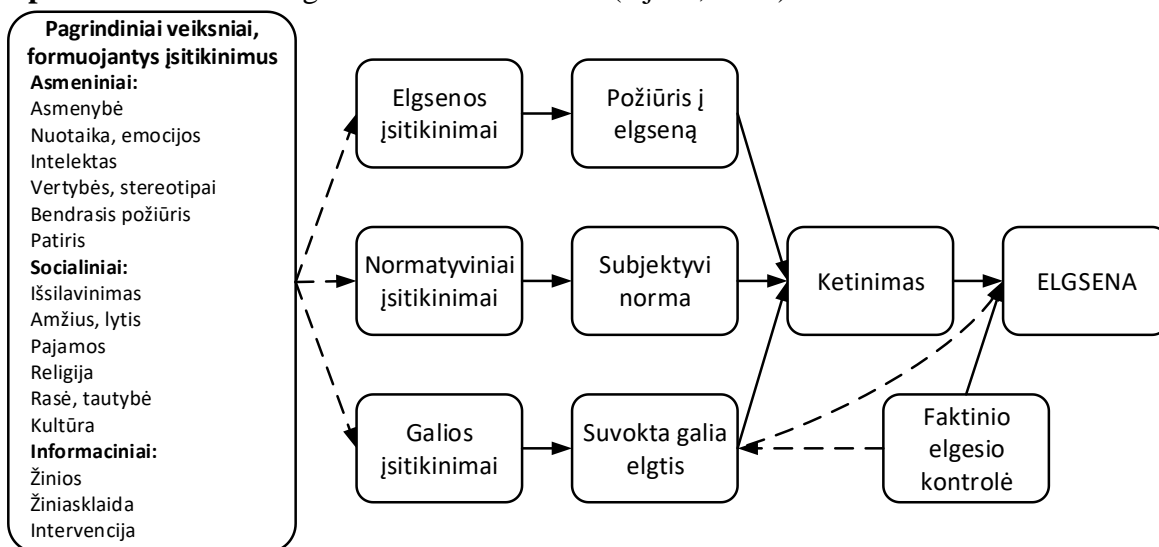 Pagrindiniai veiksniai,
formuojantys įsitikinimus
Asmeniniai:
Asmenybė
Nuotaika, emocijos
Intelektas
Vertybės, stereotipai
Bendrasis požiūris
Patiris
Socialiniai:
Išsilavinimas
Amžius, lytis
Pajamos
Religija
Rasė, tautybė
Kultūra
Informaciniai:
Žinios
Žiniasklaida
Intervencija
Elgsenos
įsitikinimai
Požiūris į
elgseną
Normatyviniai
įsitikinimai
Subjektyvi
norma
Ketinimas
ELGSENA
Galios
įsitikinimai
Suvokta galia
elgtis
Faktinio
elgesio
kontrolė